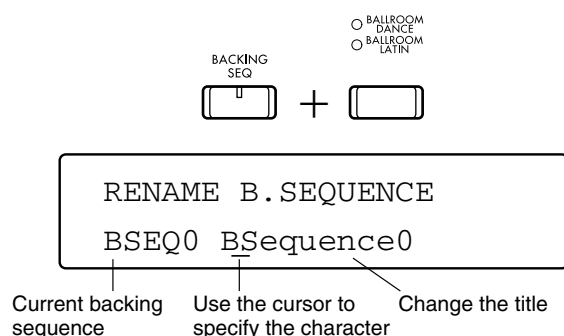 BALLROOM
DANCE
BALLROOM
LATIN
BACKING
SEQ
+
RENAME B.SEQUENCE
BSEQ0 BSequence0
Current backing
sequence
Use the cursor to
specify the character
Change the title